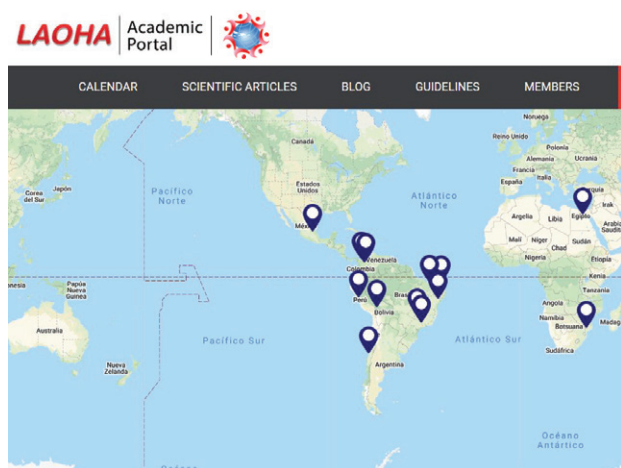 LAOHA Academic Portal
CALENDAR SCIENTIFIC ARTICLES BLOG GUIDELINES MEMBERS
Noruega
Canadá
Reino Unido
Polonia
Alemania Ucrania
Francia
Italia
España
Corea del Sur
Japón
Pacífico Norte
Estados Unidos
Atlántico Norte
Irak
Argelia Libia Egipto
Arabia
México
Malí Níger Sudán
Chad
Venezuela
Nigeria Etiopía
Colombia
Kenia
Papúa Nueva Guinea
Perú Brasil
Tanzania
Bolivia
Angola
Namibia
Botsuana
Australia
Pacífico Sur
Atlántico Sur
Sudáfrica
Nueva Zelanda
Argentina
Océano Antártico